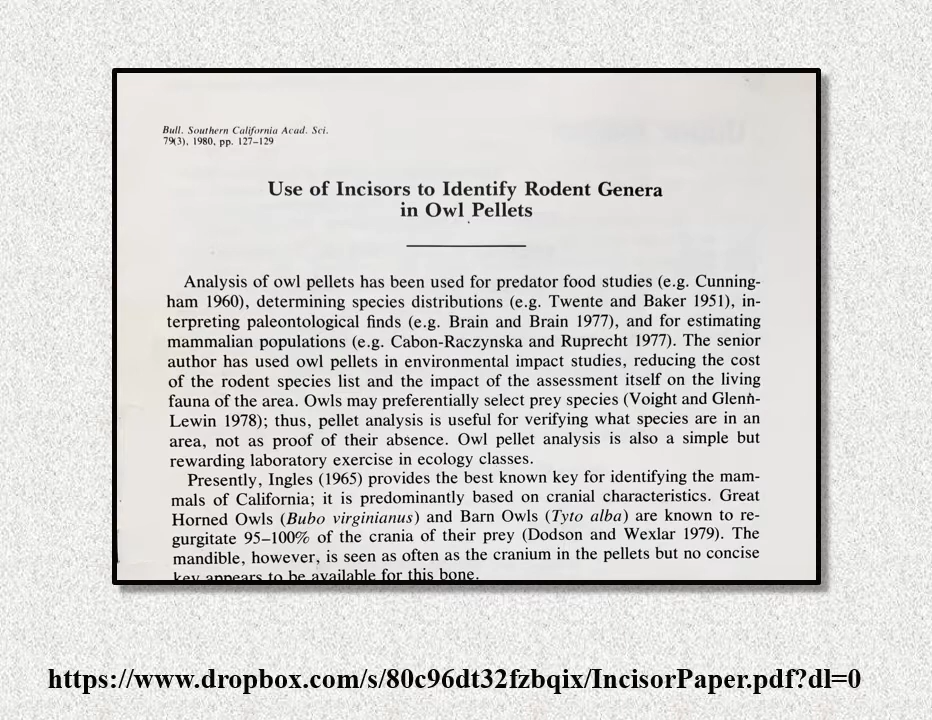 Bull. Southern California Acad. Sci.
79(3), 1980, pp. 127–129
Use of Incisors to Identify Rodent Genera
in Owl Pellets
Analysis of owl pellets has been used for predator food studies (e.g. Cunning-
ham 1960), determining species distributions (e.g. Twente and Baker 1951), in-
terpreting paleontological finds (e.g. Brain and Brain 1977), and for estimating
mammalian populations (e.g. Cabon-Raczynska and Ruprecht 1977). The senior
author has used owl pellets in environmental impact studies, reducing the cost
of the rodent species list and the impact of the assessment itself on the living
fauna of the area. Owls may preferentially select prey species (Voight and Glenn-
Lewin 1978); thus, pellet analysis is useful for verifying what species are in an
area, not as proof of their absence. Owl pellet analysis is also a simple but
rewarding laboratory exercise in ecology classes.
Presently, Ingles (1965) provides the best known key for identifying the mam-
mals of California; it is predominantly based on cranial characteristics. Great
Horned Owls (Bubo virginianus) and Barn Owls (Tyto alba) are known to re-
gurgitate 95–100% of the crania of their prey (Dodson and Wexlar 1979). The
mandible, however, is seen as often as the cranium in the pellets but no concise
key appears to be available for this bone.
https://www.dropbox.com/s/80c96dt32fzbqix/IncisorPaper.pdf?dl=0